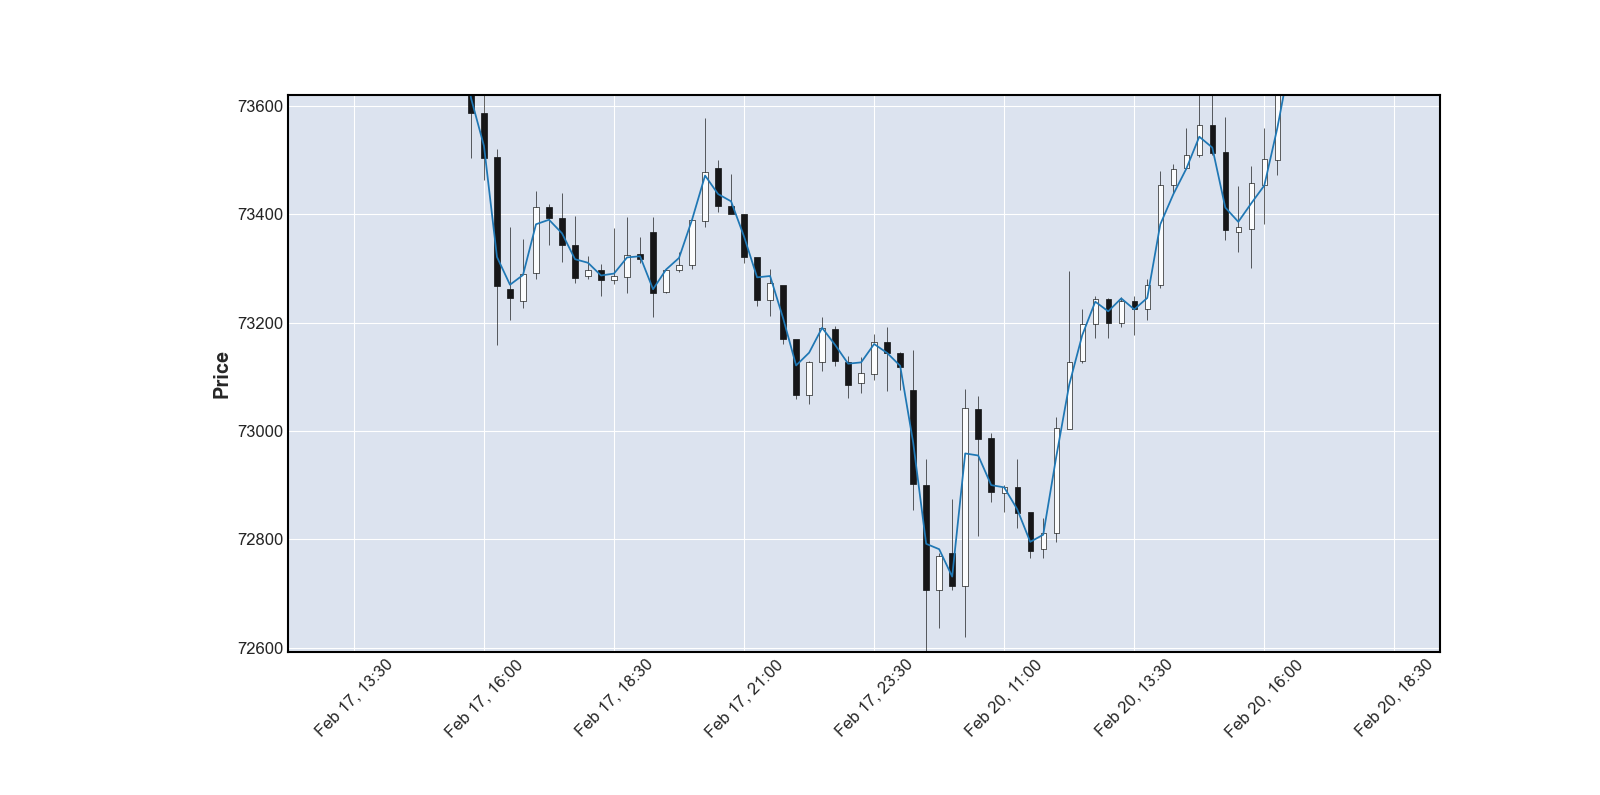 73600
73400
73200
73000
72800
72600
Price
Feb 17, 13:30
Feb 17, 16:00
Feb 17, 18:30
Feb 17, 21:00
Feb 17, 23:30
Feb 20, 11:00
Feb 20, 13:30
Feb 20, 16:00
Feb 20, 18:30